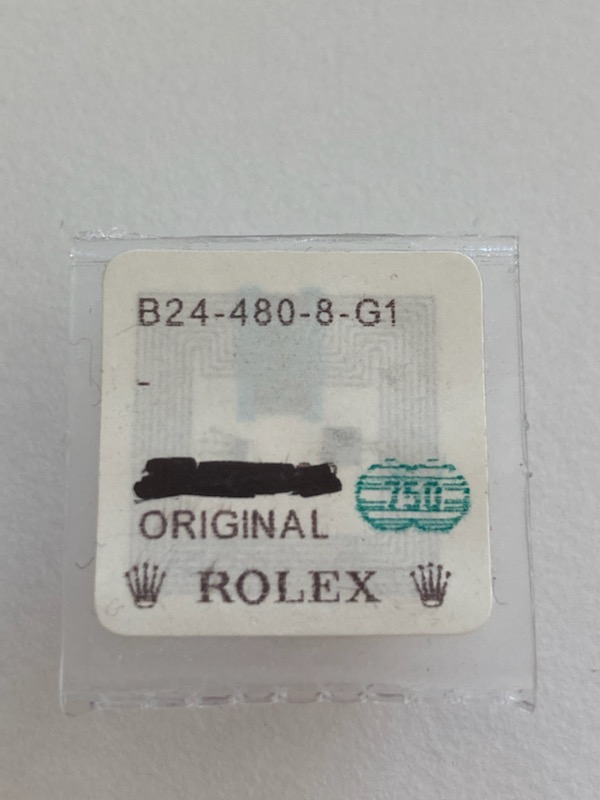 B24-480-8-G1
-
750
ORIGINAL
ROLEX